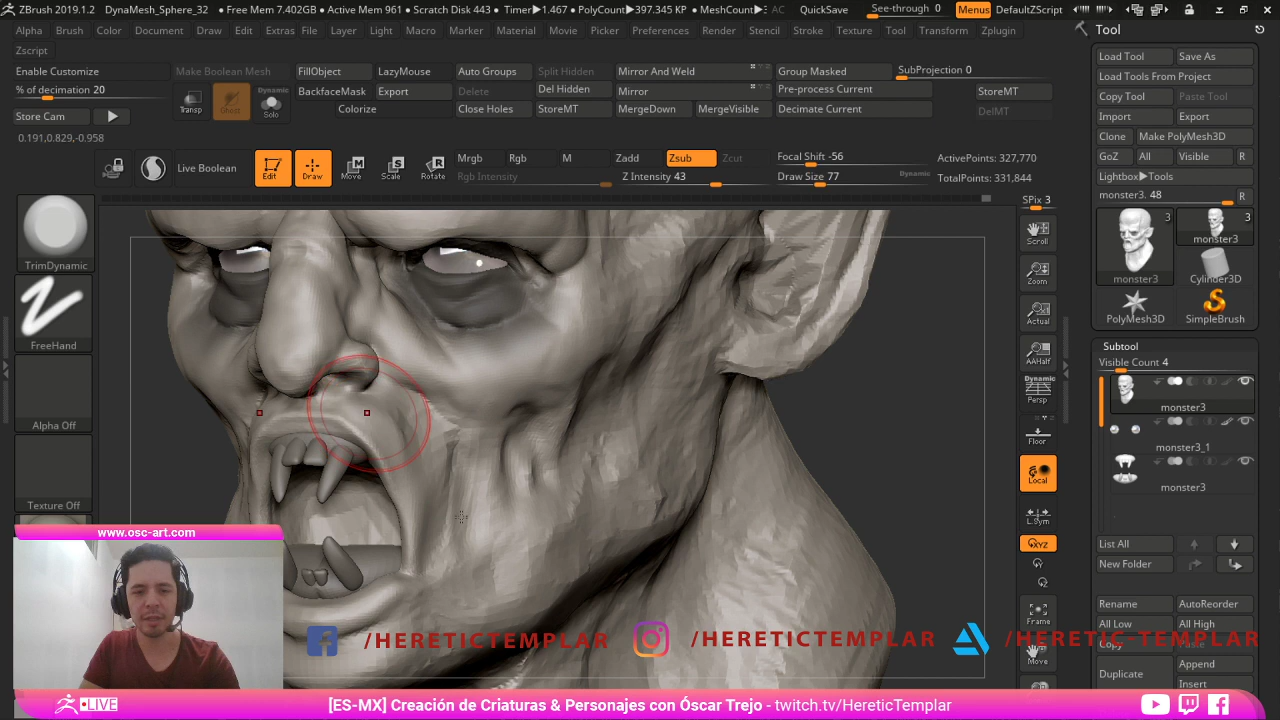 ZBrush 2019.1.2 DynaMesh_Sphere_32 • Free Mem 7.402GB • Active Mem 961 • Scratch Disk 443 • Timer▶1.467 • PolyCount▶397.345 KP • MeshCount▶3 AC QuickSave See-through 0 Menus DefaultZScript
Alpha Brush Color Document Draw Edit Extras File Layer Light Macro Marker Material Movie Picker Preferences Render Stencil Stroke Texture Tool Transform Zplugin
Zscript
Enable Customize Make Boolean Mesh FillObject LazyMouse Auto Groups Split Hidden Mirror And Weld Group Masked SubProjection 0
% of decimation 20 Transp Ghost Dynamic Solo BackfaceMask Export Delete Del Hidden Mirror Pre-process Current StoreMT
Store Cam Colorize Close Holes StoreMT MergeDown MergeVisible Decimate Current DelMT
0.191,0.829,-0.958
Live Boolean Edit Draw Move Scale Rotate Mrgb Rgb M Zadd Zsub Zcut Focal Shift -56 ActivePoints: 327,770
Rgb Intensity Z Intensity 43 Draw Size 77 Dynamic TotalPoints: 331,844
TrimDynamic
FreeHand
Alpha Off
Texture Off
SPix 3
Scroll
Zoom
Actual
AAHalf
Dynamic
Persp
Floor
Local
L.Sym
XYZ
Frame
Move
Tool
Load Tool Save As
Load Tools From Project
Copy Tool Paste Tool
Import Export
Clone Make PolyMesh3D
GoZ All Visible R
Lightbox▶Tools
monster3. 48 R
3 3
monster3
monster3 Cylinder3D
PolyMesh3D SimpleBrush
Subtool
Visible Count 4
monster3
monster3_1
monster3
List All
New Folder
Rename AutoReorder
All Low All High
Copy Paste
Duplicate Append
Insert
www.osc-art.com
/HERETICTEMPLAR /HERETICTEMPLAR /HERETIC-TEMPLAR
LIVE [ES-MX] Creación de Criaturas & Personajes con Óscar Trejo - twitch.tv/HereticTemplar